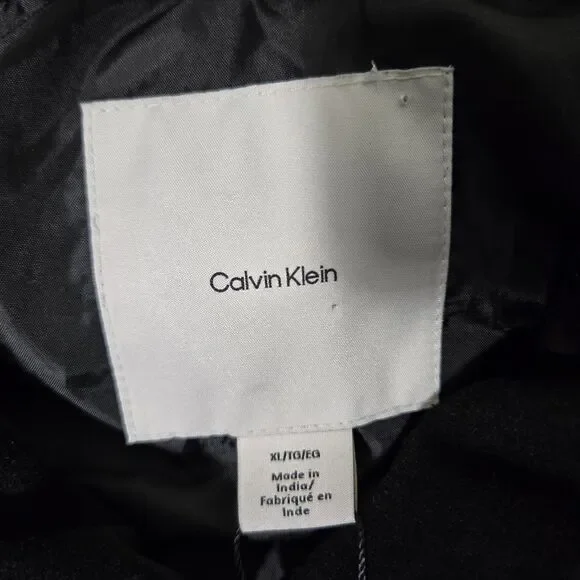 Calvin Klein
XL/TG/EG
Made in
India/
Fabriqué en
Inde